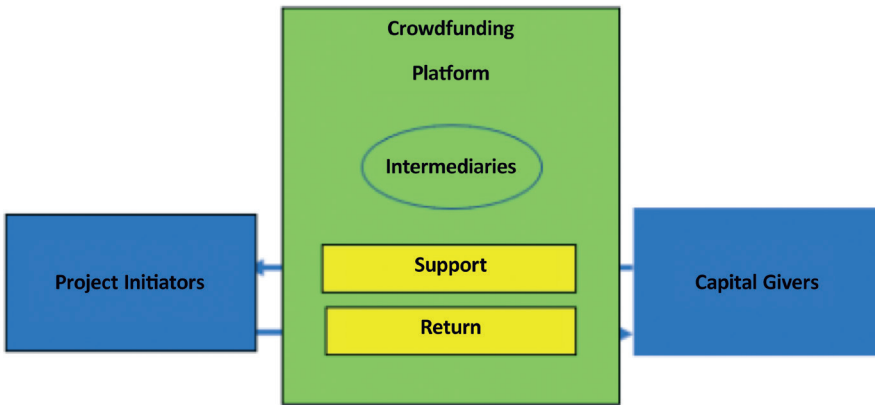 Crowdfunding
Platform
Intermediaries
Project Initiators
Support
Capital Givers
Return